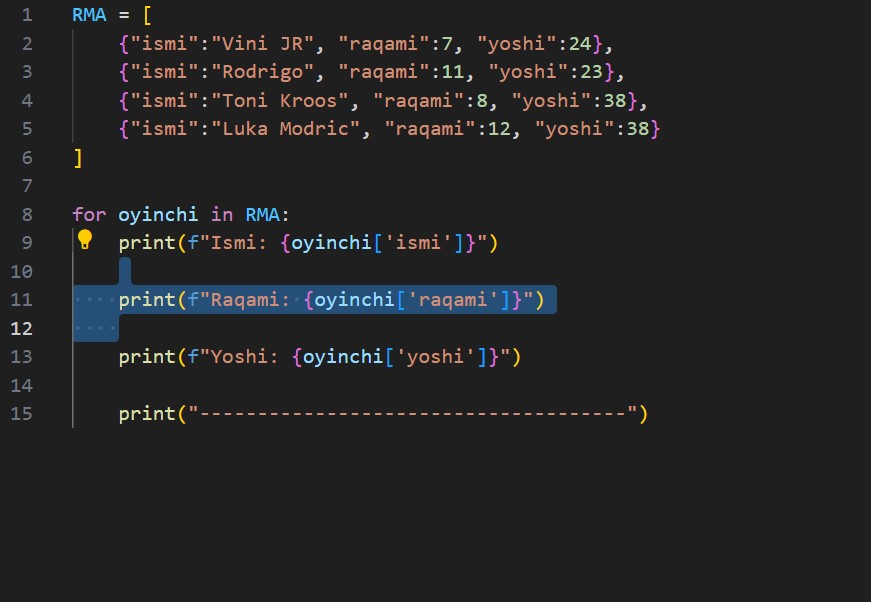 1 RMA = [
2     {"ismi":"Vini JR", "raqami":7, "yoshi":24},
3     {"ismi":"Rodrigo", "raqami":11, "yoshi":23},
4     {"ismi":"Toni Kroos", "raqami":8, "yoshi":38},
5     {"ismi":"Luka Modric", "raqami":12, "yoshi":38}
6 ]
7
8 for oyinchi in RMA:
9     print(f"Ismi: {oyinchi['ismi']}")
10
11     print(f"Raqami: {oyinchi['raqami']}")
12
13     print(f"Yoshi: {oyinchi['yoshi']}")
14
15     print("-------------------------------------")